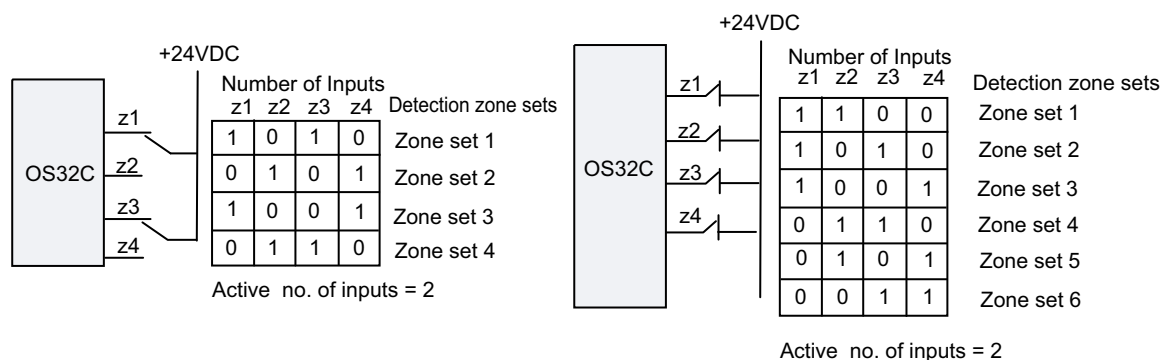 +24VDC
Number of Inputs
z1 z2 z3 z4 Detection zone sets
1 0 1 0 Zone set 1
0 1 0 1 Zone set 2
1 0 0 1 Zone set 3
0 1 1 0 Zone set 4
Active no. of inputs = 2
OS32C
z1
z2
z3
z4
+24VDC
Number of Inputs
z1 z2 z3 z4 Detection zone sets
1 1 0 0 Zone set 1
1 0 1 0 Zone set 2
1 0 0 1 Zone set 3
0 1 1 0 Zone set 4
0 1 0 1 Zone set 5
0 0 1 1 Zone set 6
Active no. of inputs = 2
OS32C
z1
z2
z3
z4